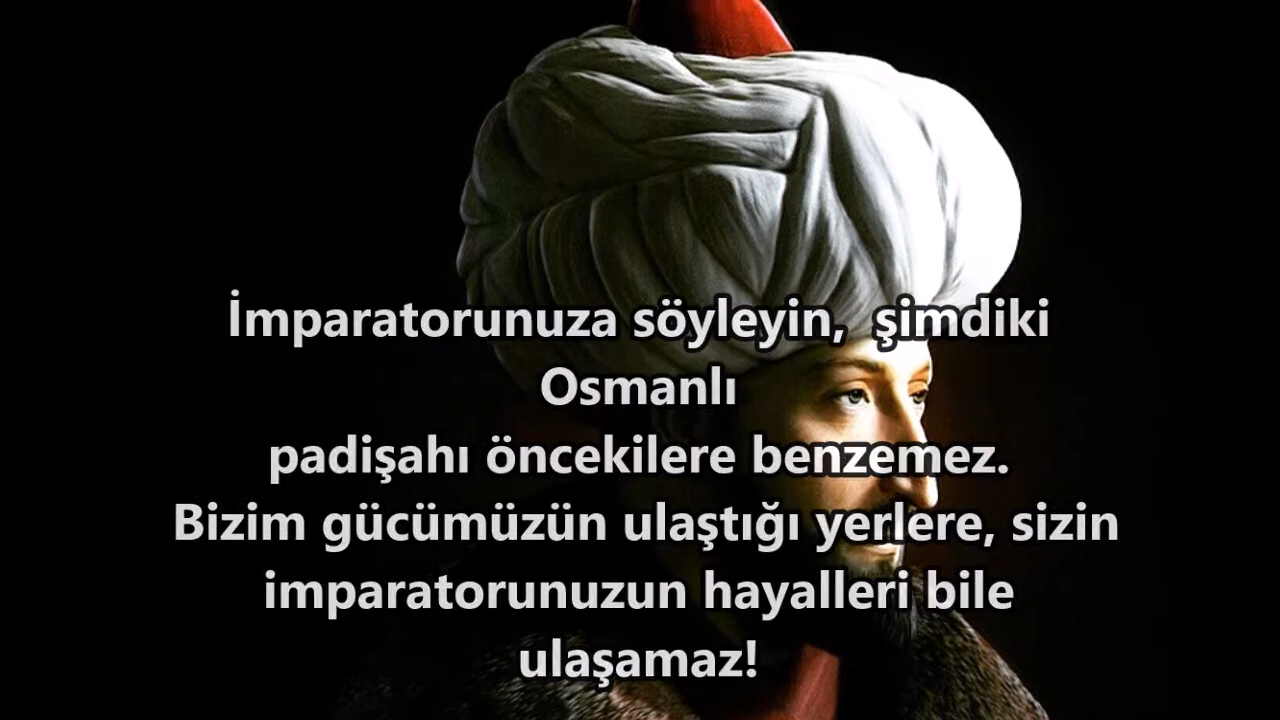 İmparatorunuza söyleyin, şimdiki
Osmanlı
padişahı öncekilere benzemez.
Bizim gücümüzün ulaştığı yerlere, sizin
imparatorunuzun hayalleri bile
ulaşamaz!